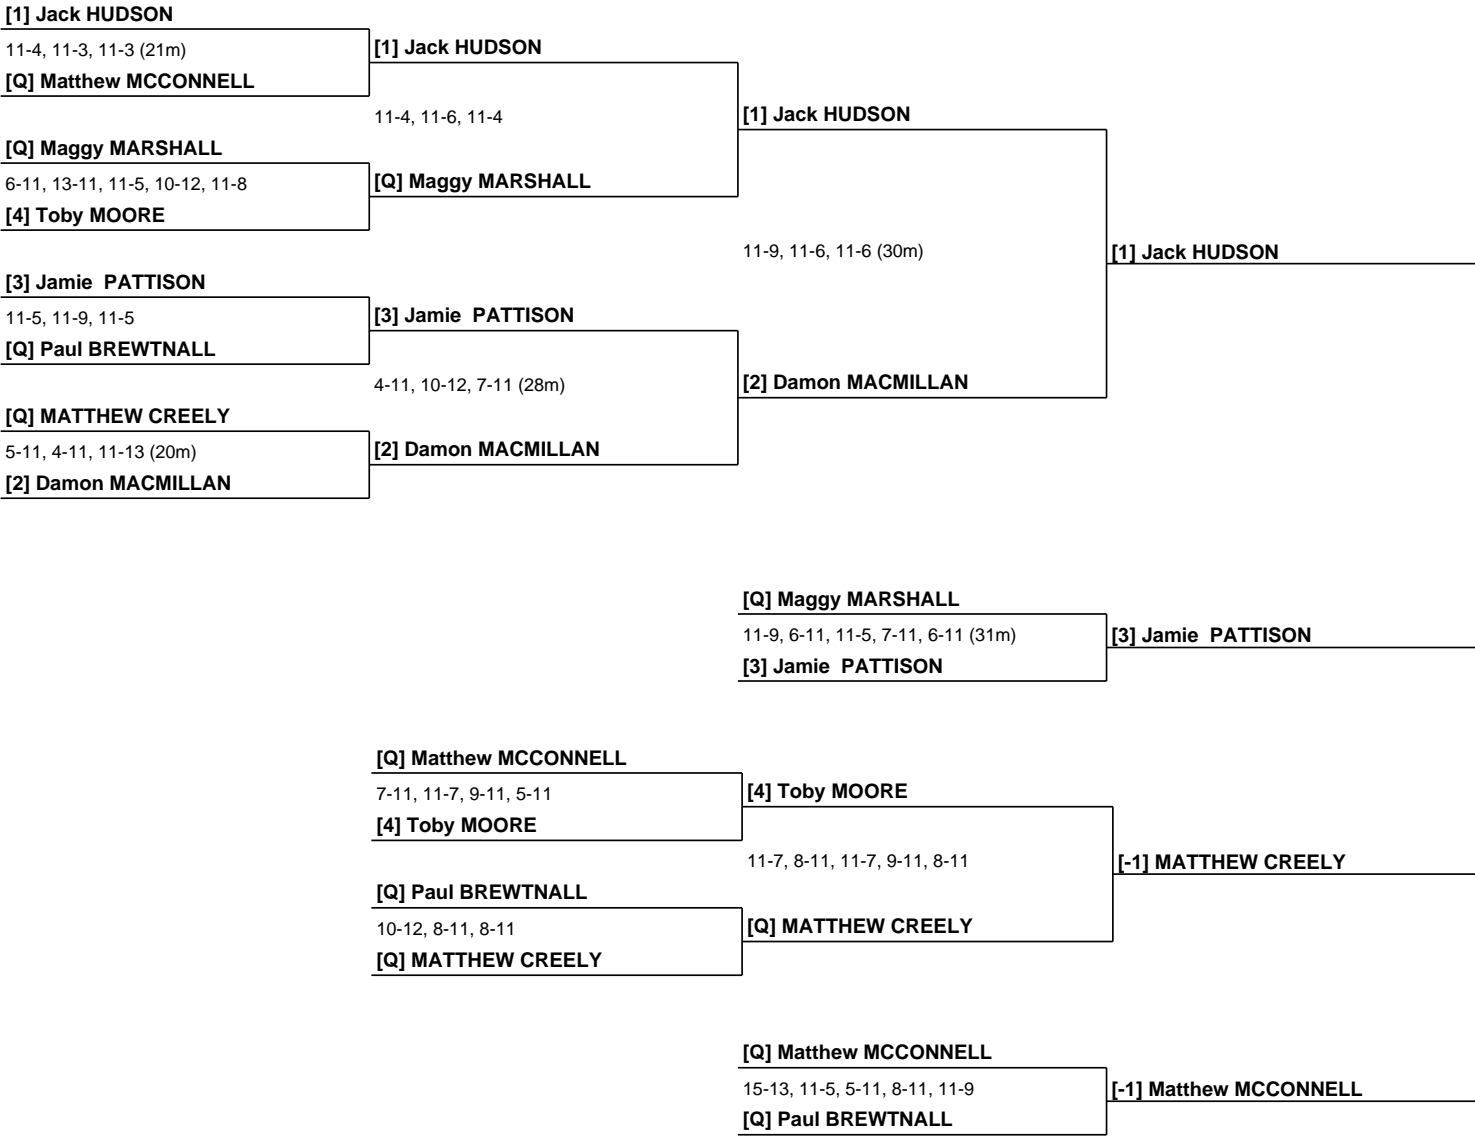 [1] Jack HUDSON
11-4, 11-3, 11-3 (21m)
[Q] Matthew MCCONNELL
[Q] Maggy MARSHALL
6-11, 13-11, 11-5, 10-12, 11-8
[4] Toby MOORE
[3] Jamie  PATTISON
11-5, 11-9, 11-5
[Q] Paul BREWTNALL
[Q] MATTHEW CREELY
5-11, 4-11, 11-13 (20m)
[2] Damon MACMILLAN
[1] Jack HUDSON
11-4, 11-6, 11-4
[Q] Maggy MARSHALL
[3] Jamie  PATTISON
4-11, 10-12, 7-11 (28m)
[2] Damon MACMILLAN
[1] Jack HUDSON
11-9, 11-6, 11-6 (30m)
[2] Damon MACMILLAN
[1] Jack HUDSON
[Q] Maggy MARSHALL
11-9, 6-11, 11-5, 7-11, 6-11 (31m)
[3] Jamie  PATTISON
[3] Jamie  PATTISON
[Q] Matthew MCCONNELL
7-11, 11-7, 9-11, 5-11
[4] Toby MOORE
[Q] Paul BREWTNALL
10-12, 8-11, 8-11
[Q] MATTHEW CREELY
[4] Toby MOORE
11-7, 8-11, 11-7, 9-11, 8-11
[Q] MATTHEW CREELY
[-1] MATTHEW CREELY
[Q] Matthew MCCONNELL
15-13, 11-5, 5-11, 8-11, 11-9
[Q] Paul BREWTNALL
[-1] Matthew MCCONNELL